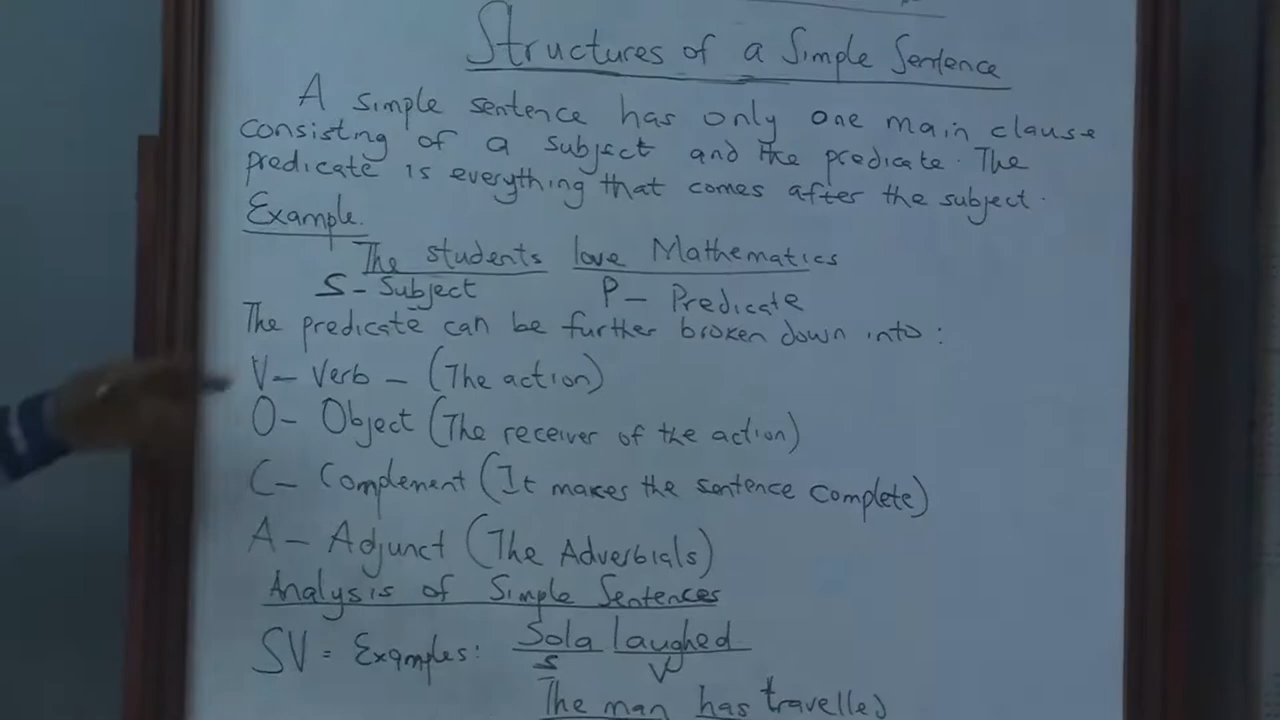 Structures of a Simple Sentence
A simple sentence has only one main clause
consisting of a subject and the predicate. The
predicate is everything that comes after the subject.
Example.
The students love Mathematics
S - Subject P - Predicate
The predicate can be further broken down into:
V - Verb - (The action)
O - Object (The receiver of the action)
C - Complement (It makes the sentence complete)
A - Adjunct (The Adverbials)
Analysis of Simple Sentences
SV = Examples: Sola laughed
S V
The man has travelled